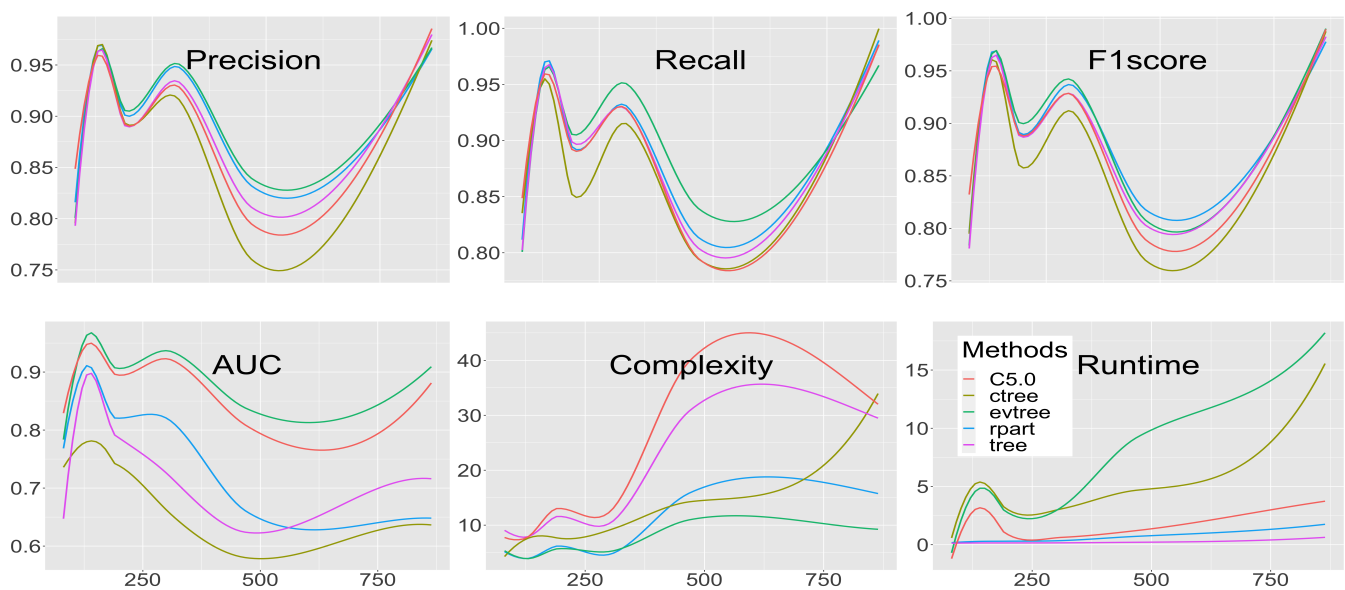 Precision
0.95
0.90
0.85
0.80
0.75
Recall
1.00
0.95
0.90
0.85
0.80
F1score
1.00
0.95
0.90
0.85
0.80
0.75
AUC
0.9
0.8
0.7
0.6
250 500 750
Complexity
40
30
20
10
250 500 750
Runtime
15
10
5
0
250 500 750
Methods
C5.0
ctree
evtree
rpart
tree